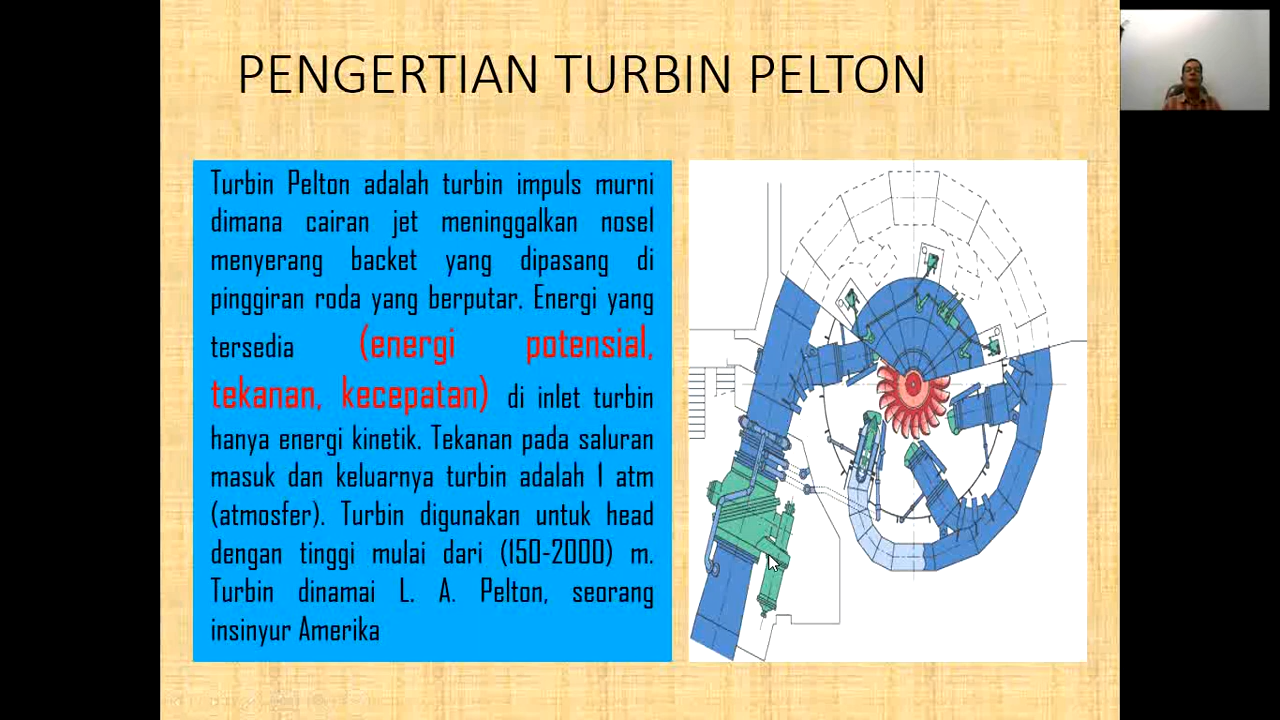 PENGERTIAN TURBIN PELTON
Turbin Pelton adalah turbin impuls murni
dimana cairan jet meninggalkan nosel
menyerang backet yang dipasang di
pinggiran roda yang berputar. Energi yang
tersedia (energi potensial,
tekanan, kecepatan) di inlet turbin
hanya energi kinetik. Tekanan pada saluran
masuk dan keluarnya turbin adalah 1 atm
(atmosfer). Turbin digunakan untuk head
dengan tinggi mulai dari (150-2000) m.
Turbin dinamai L. A. Pelton, seorang
insinyur Amerika